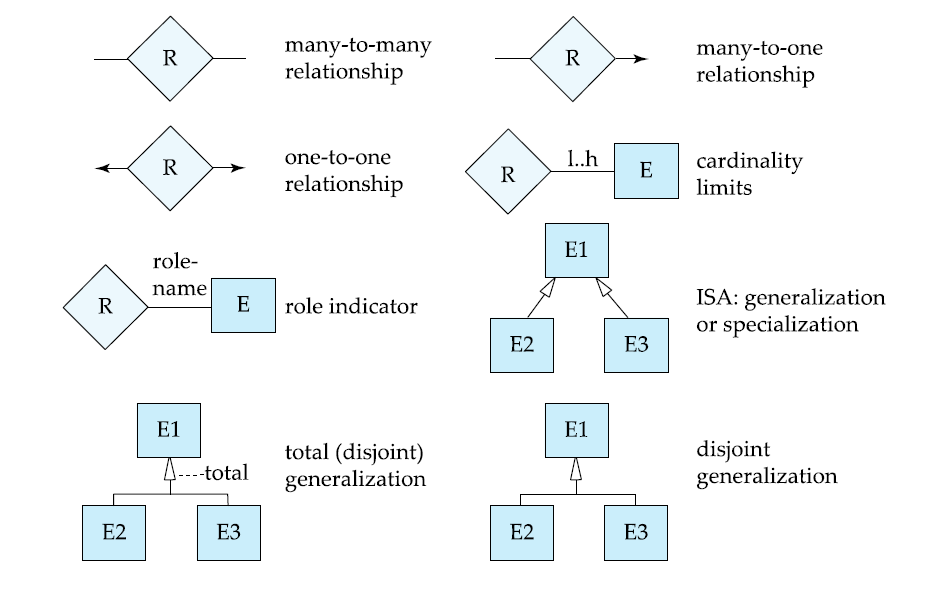 R
many-to-many
relationship
R
many-to-one
relationship
R
one-to-one
relationship
R
l..h
E
cardinality
limits
R
role-
name
E
role indicator
E1
E2
E3
ISA: generalization
or specialization
E1
total
E2
E3
total (disjoint)
generalization
E1
E2
E3
disjoint
generalization